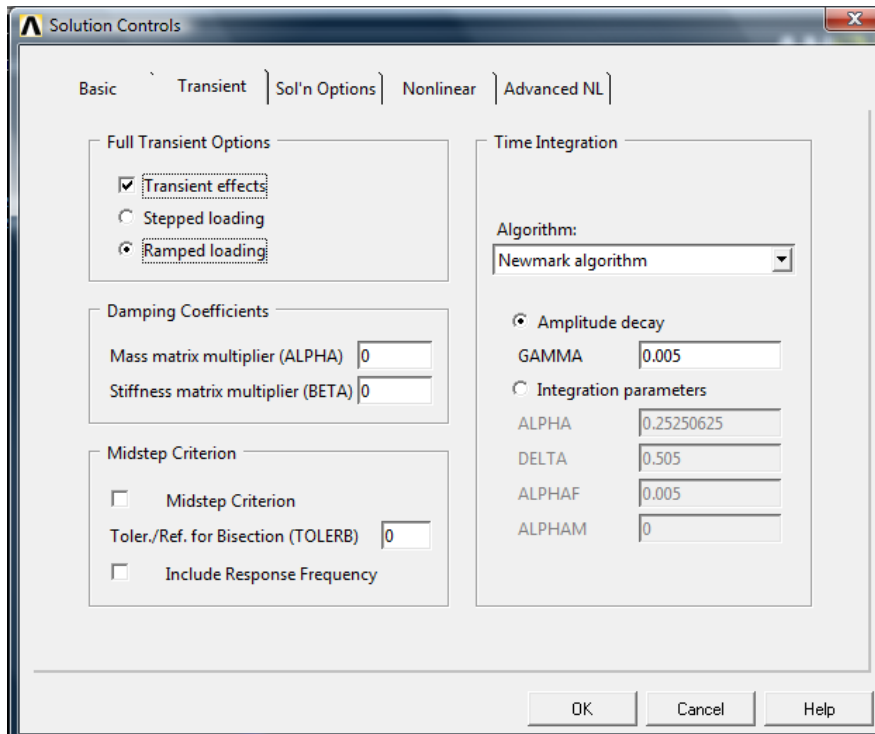 Solution Controls
Basic
Transient
Sol'n Options
Nonlinear
Advanced NL
Full Transient Options
Transient effects
Stepped loading
Ramped loading
Damping Coefficients
Mass matrix multiplier (ALPHA) 0
Stiffness matrix multiplier (BETA) 0
Midstep Criterion
Midstep Criterion
Toler./Ref. for Bisection (TOLERB) 0
Include Response Frequency
Time Integration
Algorithm:
Newmark algorithm
Amplitude decay
GAMMA 0.005
Integration parameters
ALPHA 0.25250625
DELTA 0.505
ALPHAF 0.005
ALPHAM 0
OK
Cancel
Help